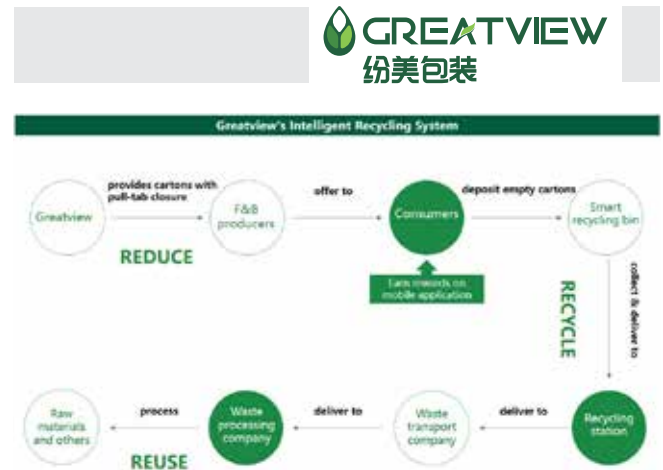 GREATVIEW
纷美包装
Greatview's Intelligent Recycling System
Greatview
provides cartons with
pull-tab closure
F&B
producers
offer to
Consumers
deposit empty cartons
Smart
recycling bin
REDUCE
Earn rewards on
mobile application
RECYCLE
collect & deliver to
Raw
materials
and others
process
Waste
processing
company
deliver to
Waste
transport
company
deliver to
Recycling
station
REUSE